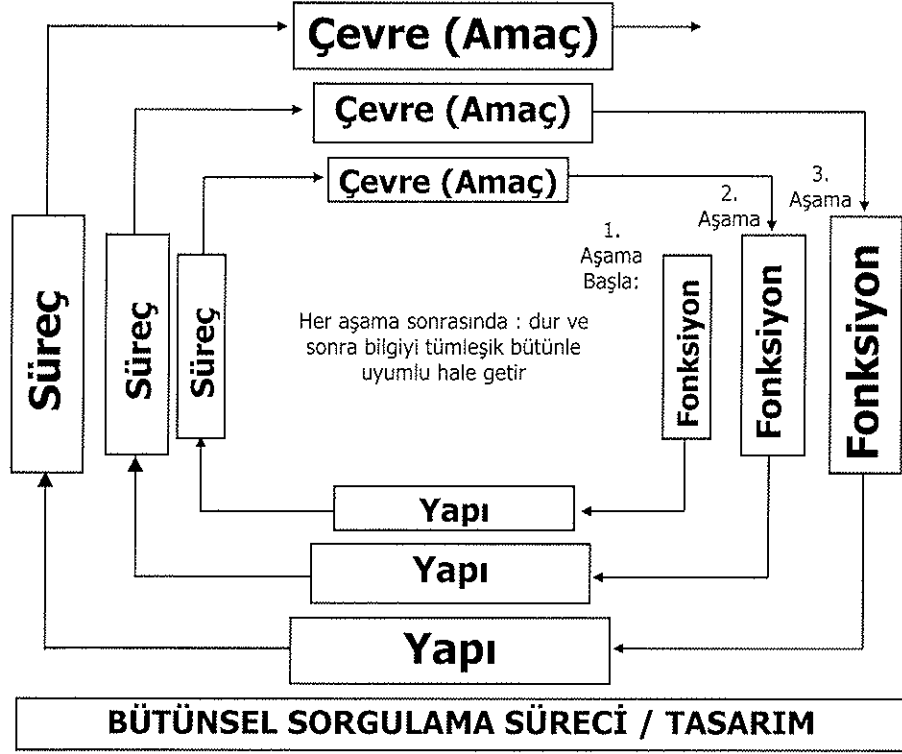 Çevre (Amaç)
Çevre (Amaç)
Çevre (Amaç)
3.
Aşama
2.
Aşama
1.
Aşama
Başla:
Süreç
Süreç
Süreç
Her aşama sonrasında : dur ve
sonra bilgiyi tümleşik bütünle
uyumlu hale getir
Fonksiyon
Fonksiyon
Fonksiyon
Yapı
Yapı
Yapı
BÜTÜNSEL SORGULAMA SÜRECİ / TASARIM